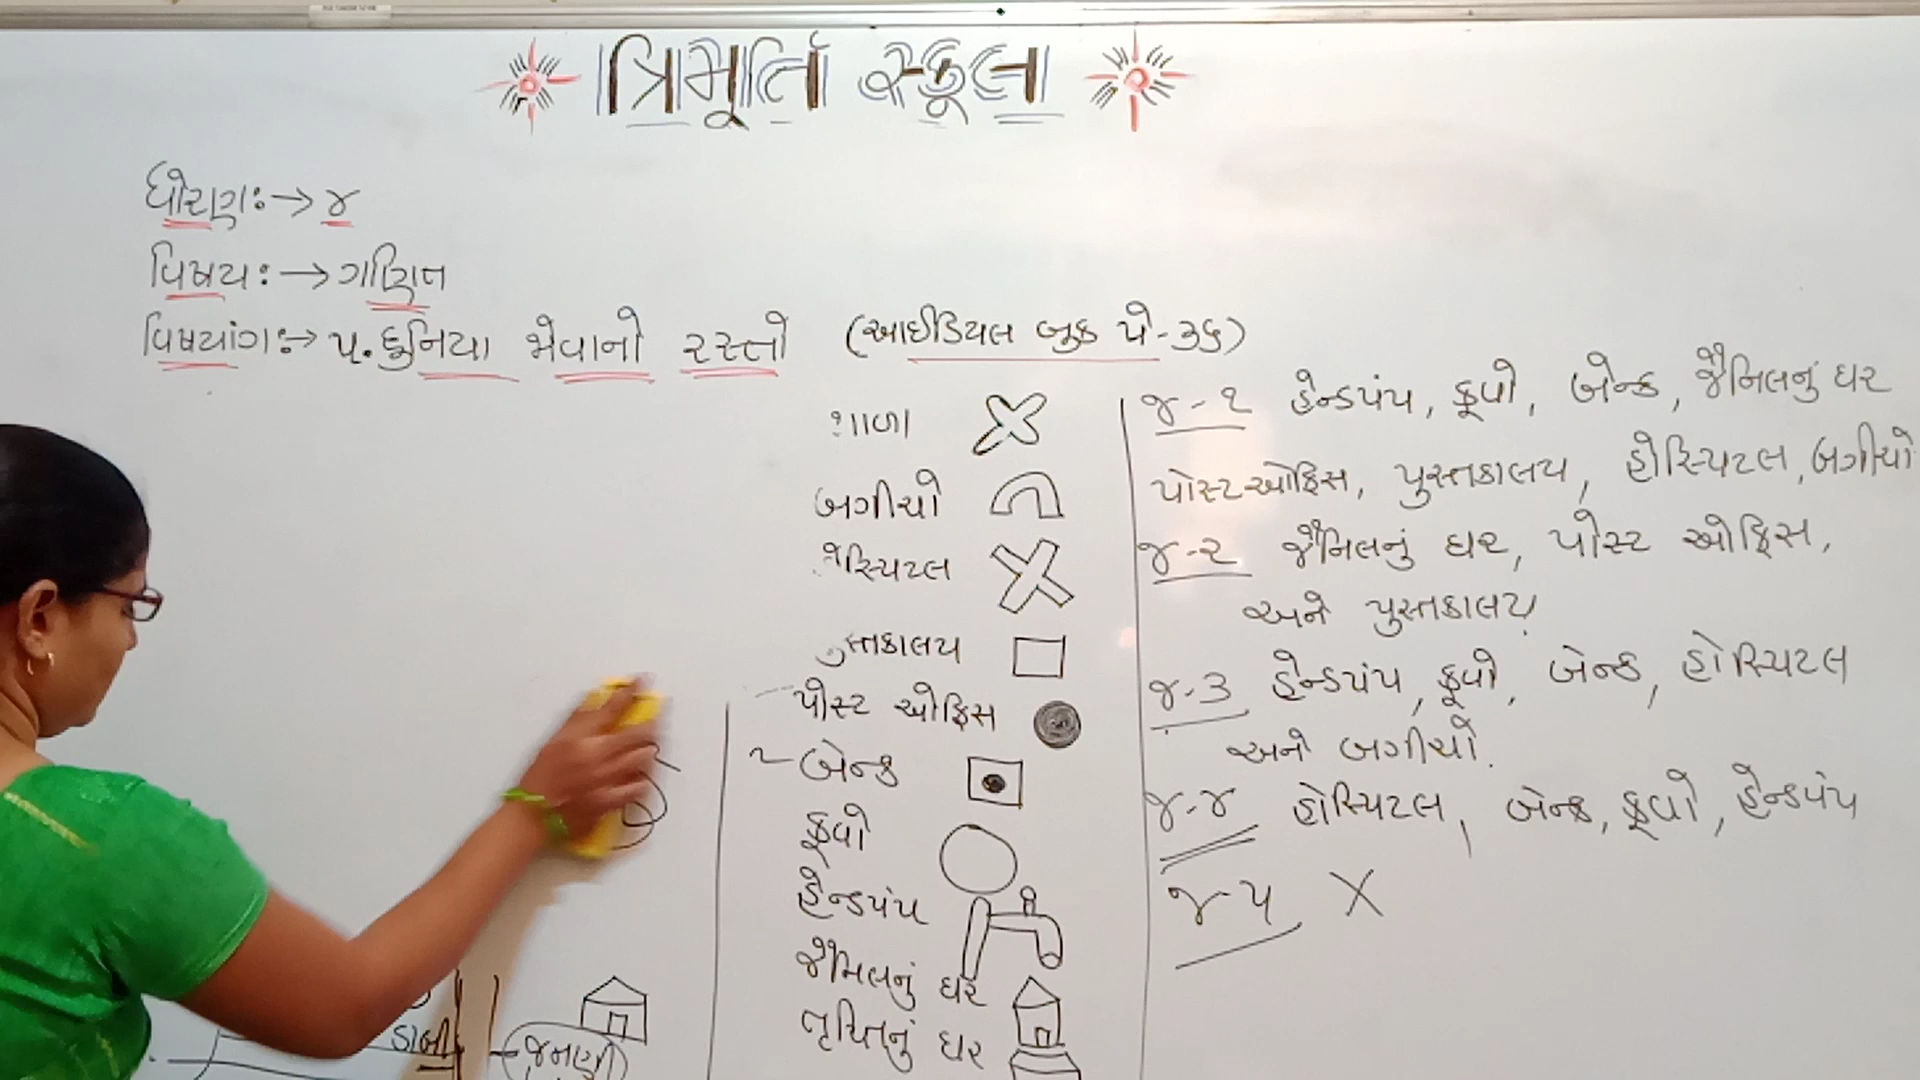 ત્રિમૂર્તિ સ્કૂલ
ધોરણ:→ ૪
વિષય:→ ગણિત
વિષયાંગ:→ ૫. દુનિયા જોવાનો રસ્તો (આઈડિયલ બુક પે-૩૬)
શાળા
બગીચો
હોસ્પિટલ
પુસ્તકાલય
પોસ્ટ ઓફિસ
બેન્ક
કૂવો
હેન્ડપંપ
જૈમિલનું ઘર
તૃપ્તિનું ઘર
જ-૧ હેન્ડપંપ, કૂવો, બેન્ક, જૈનિલનું ઘર
પોસ્ટઓફિસ, પુસ્તકાલય, હોસ્પિટલ, બગીચો
જ-૨ જૈનિલનું ઘર, પોસ્ટ ઓફિસ,
અને પુસ્તકાલય.
જ-૩ હેન્ડપંપ, કૂવો, બેન્ક, હોસ્પિટલ
અને બગીચો.
જ-૪ હોસ્પિટલ, બેન્ક, કૂવો, હેન્ડપંપ
જ-૫ X
ડાબી
જમણી